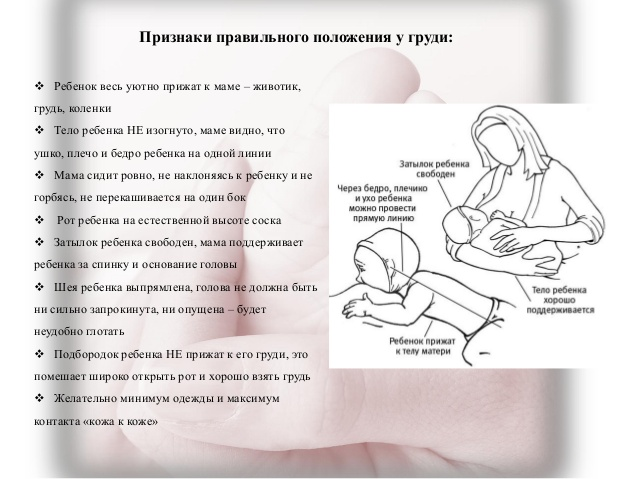 Признаки правильного положения у груди:
❖ Ребенок весь уютно прижат к маме – животик,
грудь, коленки
❖ Тело ребенка НЕ изогнуто, маме видно, что
ушко, плечо и бедро ребенка на одной линии
❖ Мама сидит ровно, не наклоняясь к ребенку и не
горбясь, не перекашивается на один бок
❖ Рот ребенка на естественной высоте соска
❖ Затылок ребенка свободен, мама поддерживает
ребенка за спинку и основание головы
❖ Шея ребенка выпрямлена, голова не должна быть
ни сильно запрокинута, ни опущена – будет
неудобно глотать
❖ Подбородок ребенка НЕ прижат к его груди, это
помешает широко открыть рот и хорошо взять грудь
❖ Желательно минимум одежды и максимум
контакта «кожа к коже»
Затылок ребенка
свободен
Через бедро, плечико
и ухо ребенка
можно провести
прямую линию
Тело ребенка
хорошо
поддерживается
Ребенок прижат
к телу матери